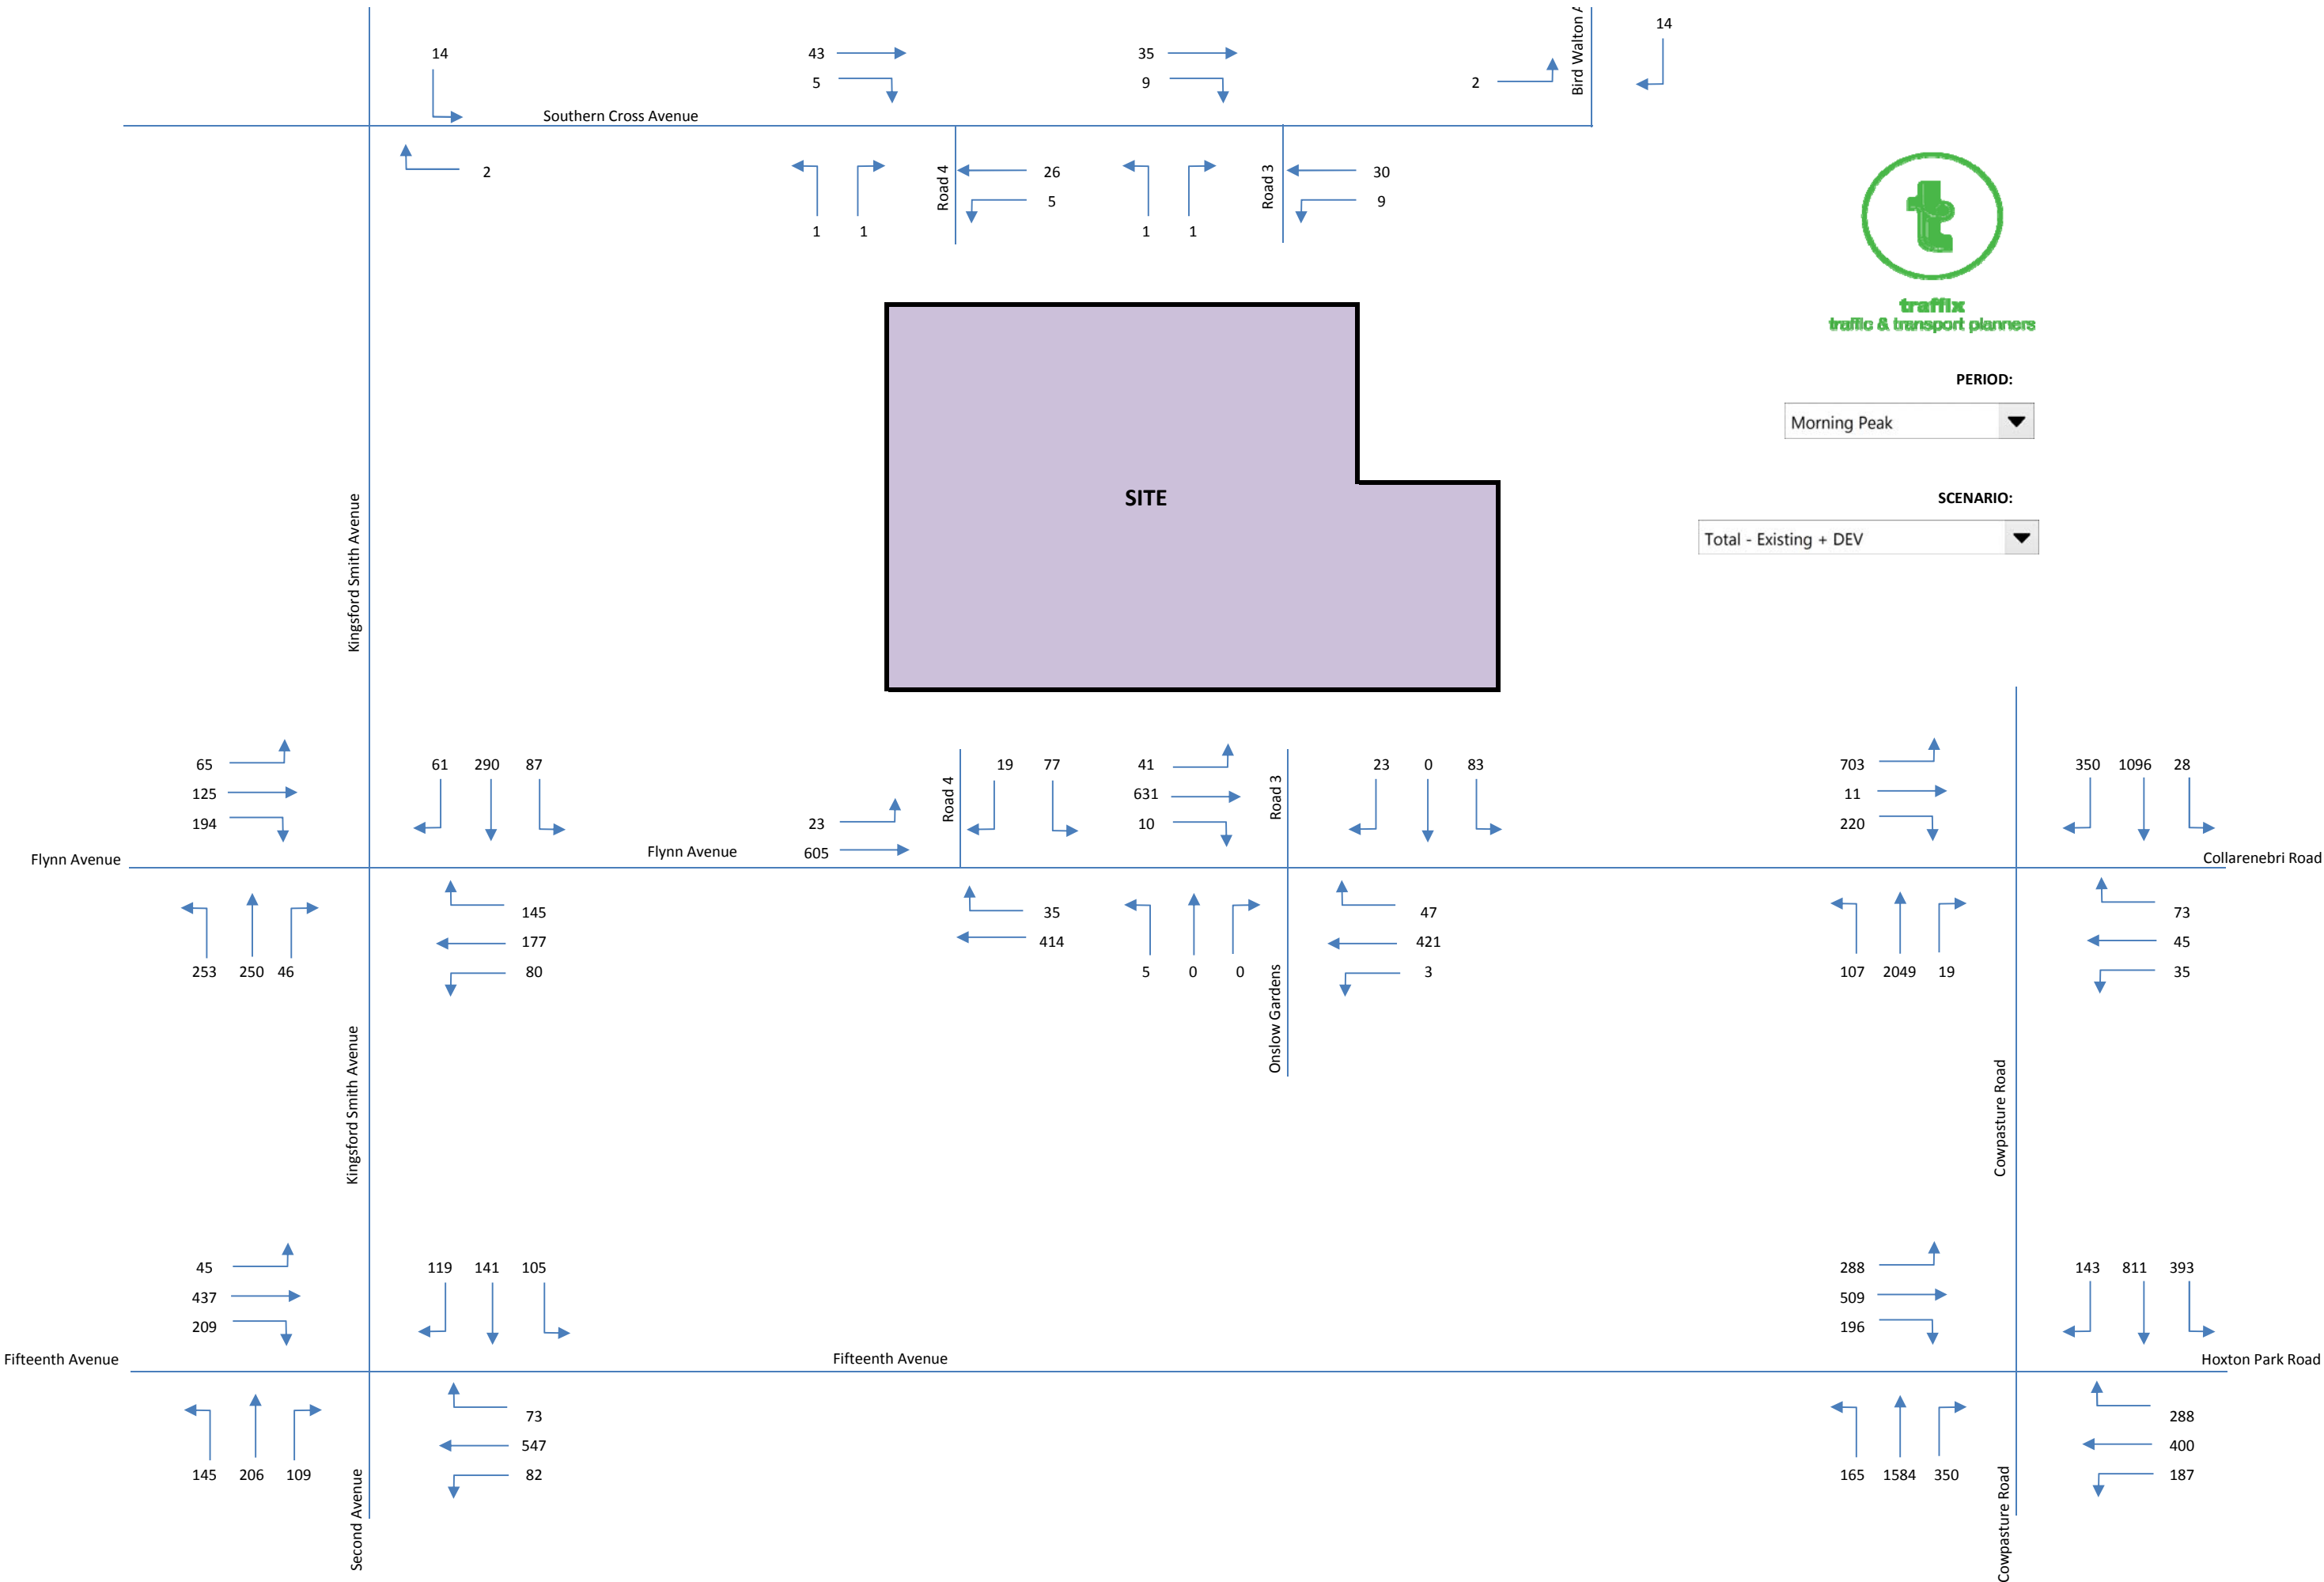 14
43
5
35
9
2
Bird Walton A
14
Southern Cross Avenue
2
Road 4
26
5
Road 3
30
9
1 1
1 1
t
traffix
traffic & transport planners
PERIOD:
Morning Peak
SCENARIO:
Total - Existing + DEV
SITE
Kingsford Smith Avenue
65
125
194
61 290 87
Flynn Avenue
Flynn Avenue
23
605
Road 4
19 77
41
631
10
Road 3
23 0 83
703
11
220
350 1096 28
Collarenebri Road
253 250 46
145
177
80
35
414
5 0 0
Onslow Gardens
47
421
3
107 2049 19
73
45
35
Kingsford Smith Avenue
Cowpasture Road
45
437
209
119 141 105
288
509
196
143 811 393
Fifteenth Avenue
Fifteenth Avenue
Hoxton Park Road
145 206 109
73
547
82
165 1584 350
288
400
187
Second Avenue
Cowpasture Road